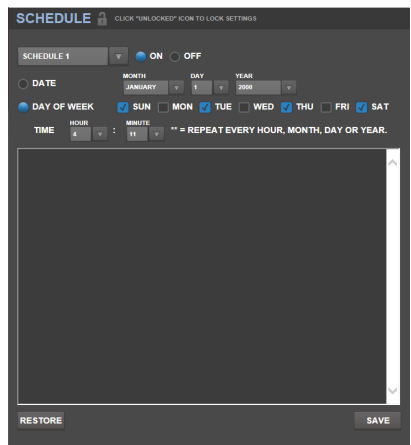 SCHEDULE CLICK "UNLOCKED" ICON TO LOCK SETTINGS
SCHEDULE 1 ON OFF
MONTH DAY YEAR
DATE JANUARY 1 2000
DAY OF WEEK SUN MON TUE WED THU FRI SAT
HOUR MINUTE
TIME 4 : 11 ** = REPEAT EVERY HOUR, MONTH, DAY OR YEAR.
RESTORE SAVE